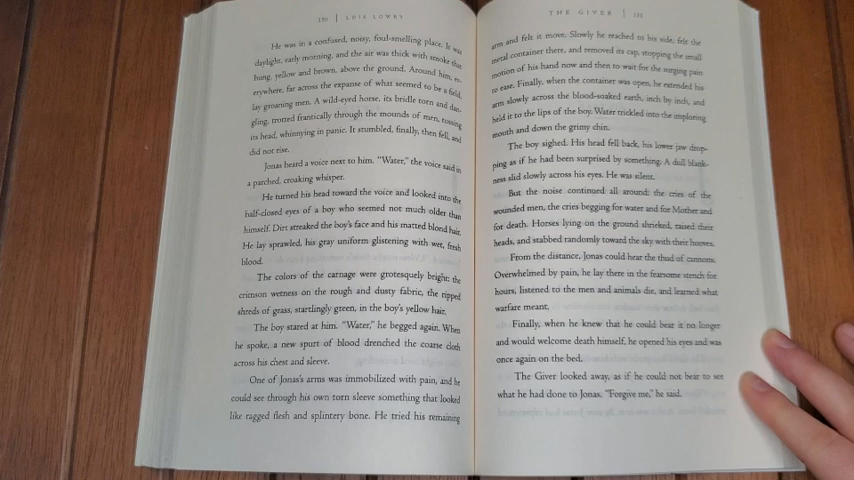 150 | LOIS LOWRY
He was in a confused, noisy, foul-smelling place. It was
daylight, early morning, and the air was thick with smoke that
hung, yellow and brown, above the ground. Around him, ev-
erywhere, far across the expanse of what seemed to be a field,
lay groaning men. A wild-eyed horse, its bridle torn and dan-
gling, trotted frantically through the mounds of men, tossing
its head, whinnying in panic. It stumbled, finally, then fell, and
did not rise.
Jonas heard a voice next to him. "Water," the voice said in
a parched, croaking whisper.
He turned his head toward the voice and looked into the
half-closed eyes of a boy who seemed not much older than
himself. Dirt streaked the boy's face and his matted blond hair.
He lay sprawled, his gray uniform glistening with wet, fresh
blood.
The colors of the carnage were grotesquely bright: the
crimson wetness on the rough and dusty fabric, the ripped
shreds of grass, startlingly green, in the boy's yellow hair.
The boy stared at him. "Water," he begged again. When
he spoke, a new spurt of blood drenched the coarse cloth
across his chest and sleeve.
One of Jonas's arms was immobilized with pain, and he
could see through his own torn sleeve something that looked
like ragged flesh and splintery bone. He tried his remaining
THE GIVER | 151
arm and felt it move. Slowly he reached to his side, felt the
metal container there, and removed its cap, stopping the small
motion of his hand now and then to wait for the surging pain
to ease. Finally, when the container was open, he extended his
arm slowly across the blood-soaked earth, inch by inch, and
held it to the lips of the boy. Water trickled into the imploring
mouth and down the grimy chin.
The boy sighed. His head fell back, his lower jaw drop-
ping as if he had been surprised by something. A dull blank-
ness slid slowly across his eyes. He was silent.
But the noise continued all around: the cries of the
wounded men, the cries begging for water and for Mother and
for death. Horses lying on the ground shrieked, raised their
heads, and stabbed randomly toward the sky with their hooves.
From the distance, Jonas could hear the thud of cannons.
Overwhelmed by pain, he lay there in the fearsome stench for
hours, listened to the men and animals die, and learned what
warfare meant.
Finally, when he knew that he could bear it no longer
and would welcome death himself, he opened his eyes and was
once again on the bed.
The Giver looked away, as if he could not bear to see
what he had done to Jonas. "Forgive me," he said.